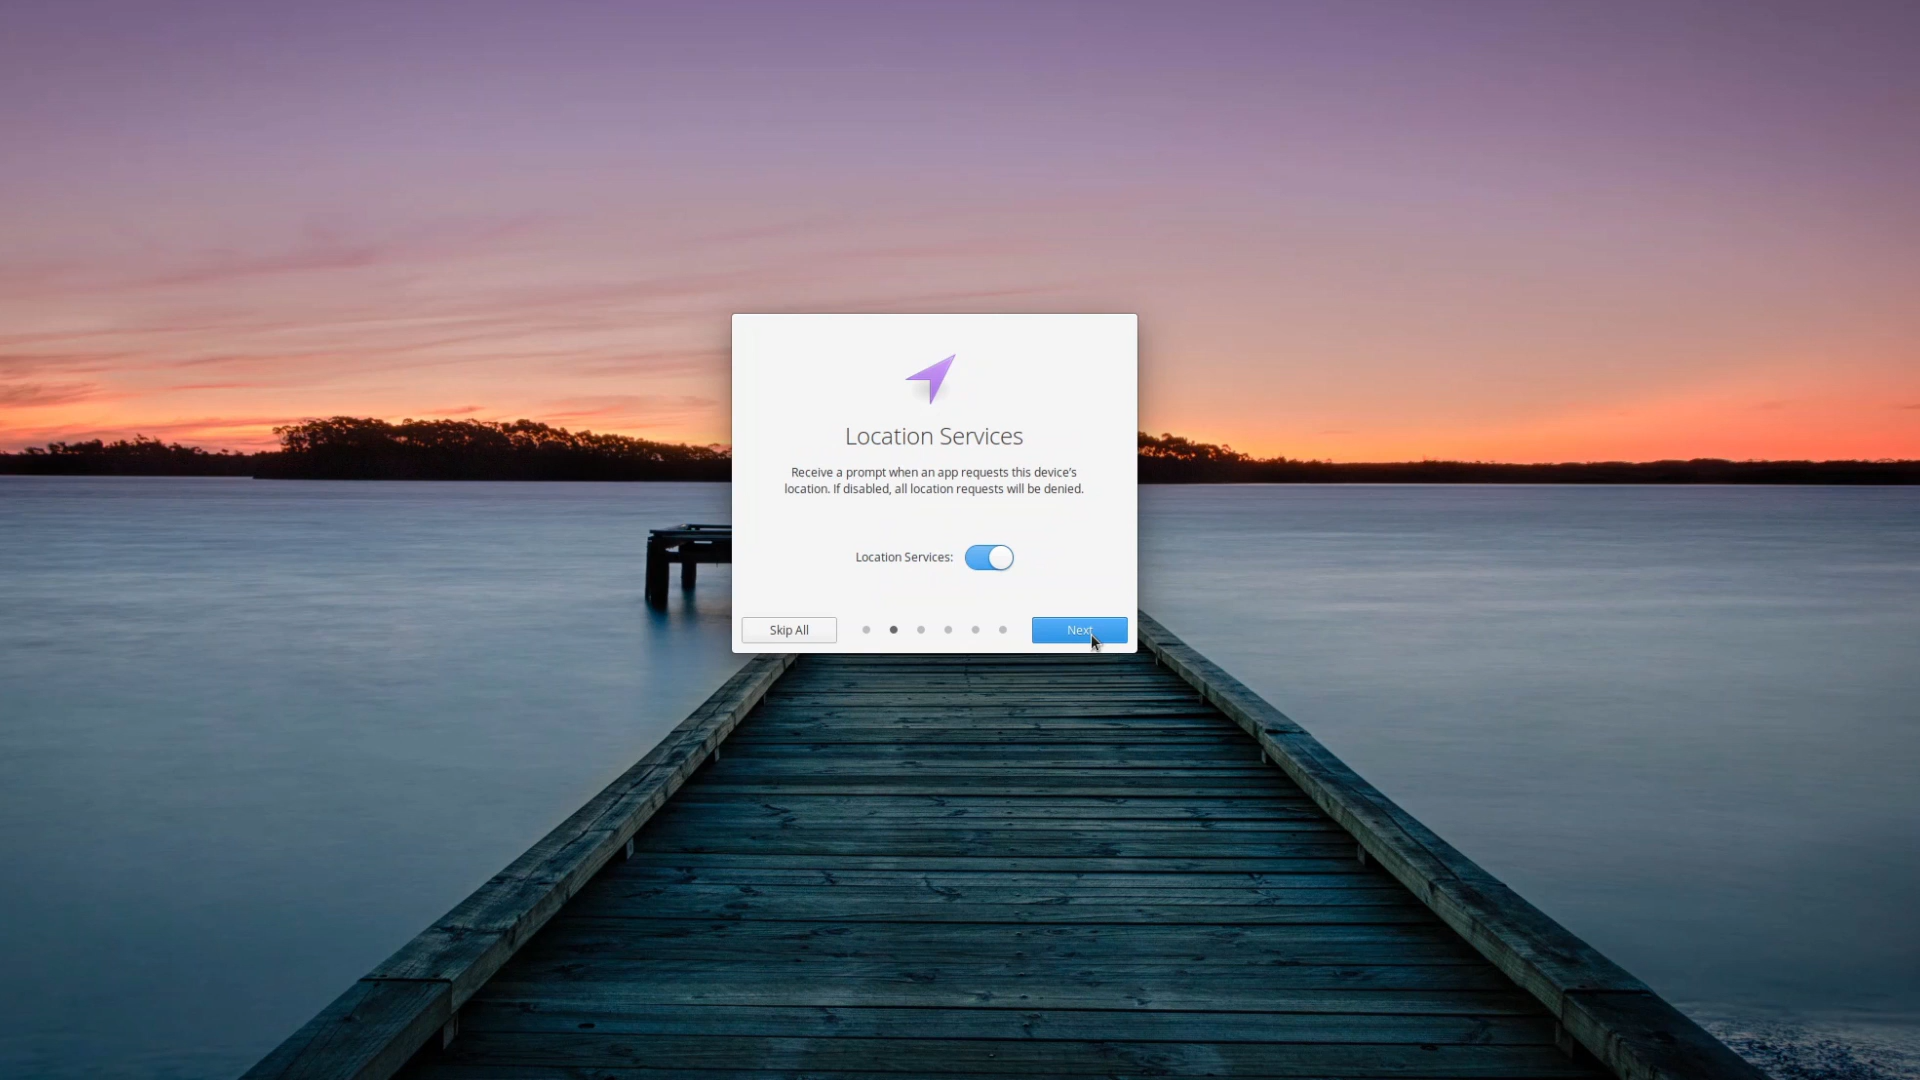 Location Services
Receive a prompt when an app requests this device’s
location. If disabled, all location requests will be denied.
Location Services:
Skip All
Next